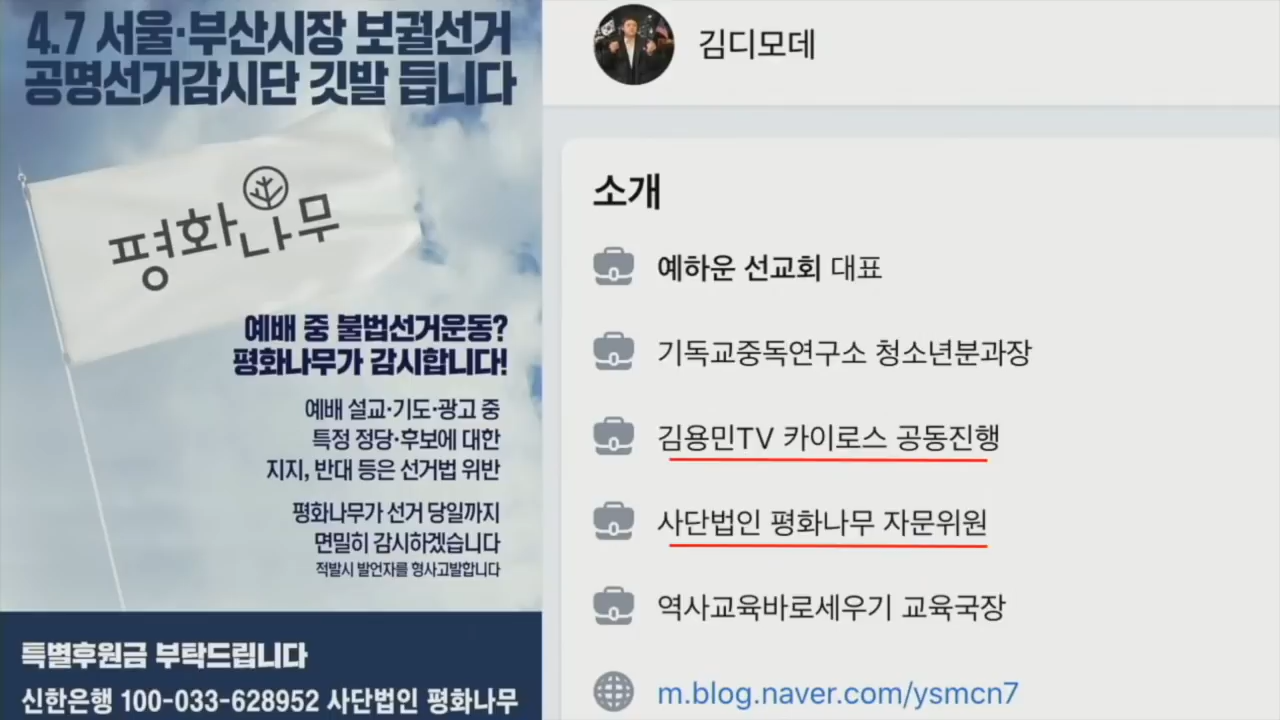 4.7 서울·부산시장 보궐선거
공명선거감시단 깃발 듭니다
평화나무
예배 중 불법선거운동?
평화나무가 감시합니다!
예배 설교·기도·광고 중
특정 정당·후보에 대한
지지, 반대 등은 선거법 위반
평화나무가 선거 당일까지
면밀히 감시하겠습니다
적발시 발언자를 형사고발합니다
특별후원금 부탁드립니다
신한은행 100-033-628952 사단법인 평화나무
김디모데
소개
예하운 선교회 대표
기독교중독연구소 청소년분과장
김용민TV 카이로스 공동진행
사단법인 평화나무 자문위원
역사교육바로세우기 교육국장
m.blog.naver.com/ysmcn7